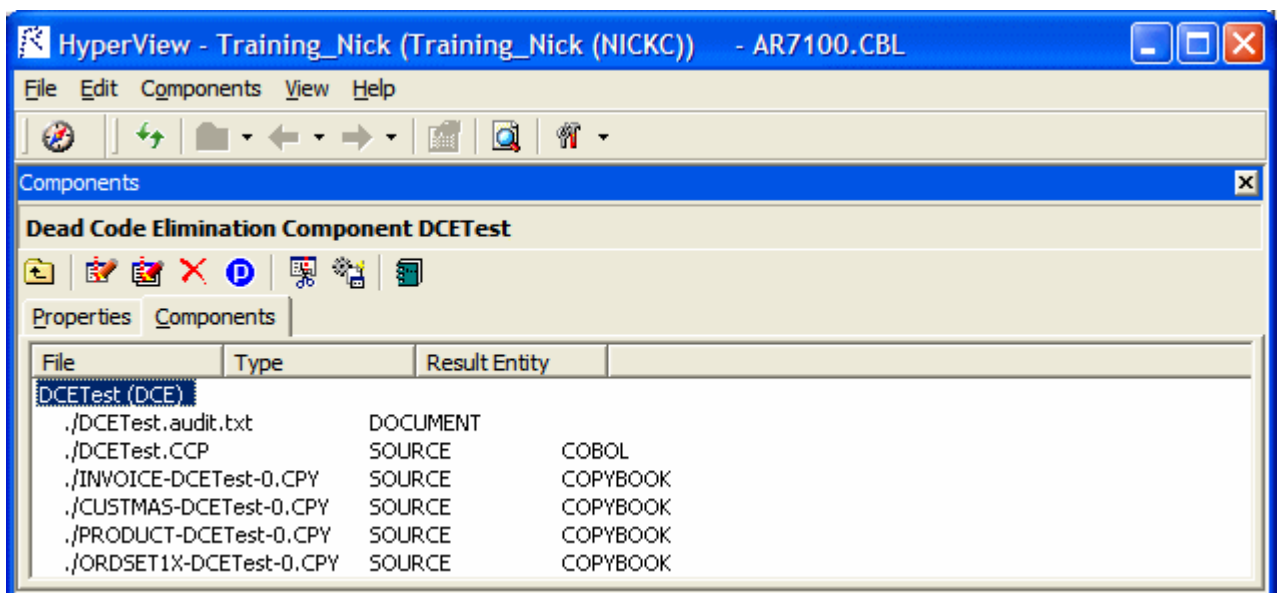 HyperView - Training_Nick (Training_Nick (NICKC)) - AR7100.CBL
File Edit Components View Help
Components
Dead Code Elimination Component DCETest
Properties Components
File Type Result Entity
DCETest (DCE)
./DCETest.audit.txt DOCUMENT
./DCETest.CCP SOURCE COBOL
./INVOICE-DCETest-0.CPY SOURCE COPYBOOK
./CUSTMAS-DCETest-0.CPY SOURCE COPYBOOK
./PRODUCT-DCETest-0.CPY SOURCE COPYBOOK
./ORDSET1X-DCETest-0.CPY SOURCE COPYBOOK